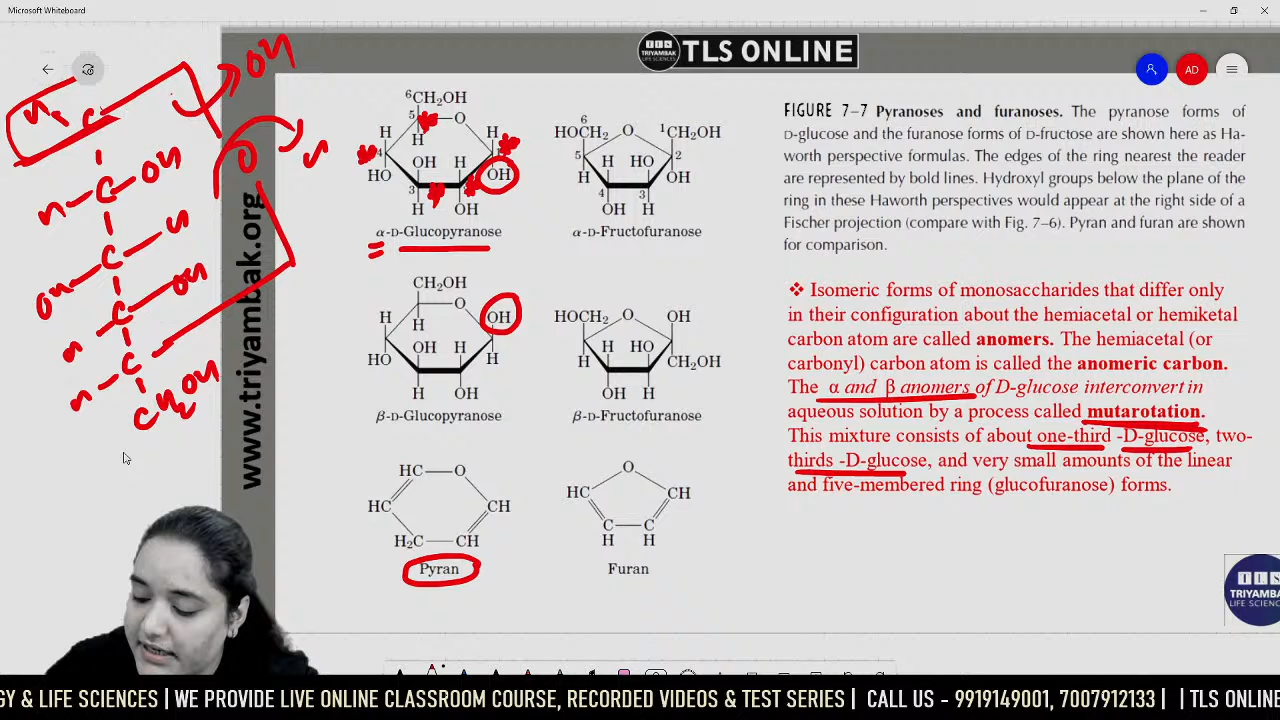 Microsoft Whiteboard
TLS
TRIYAMBAK
LIFE SCIENCES
TLS ONLINE
AD
www.triyambak.org
OH
C
C
OH
C
OH
C
OH
C
CH₂OH
⁶CH₂OH
5
O
H
H
H
4
OH
H
HO
OH
3
H
OH
α-D-Glucopyranose
6
HOCH₂
O
¹CH₂OH
5
2
H
HO
H
OH
4
3
OH
H
α-D-Fructofuranose
CH₂OH
O
H
OH
H
OH
H
HO
H
H
OH
β-D-Glucopyranose
HOCH₂
O
OH
H
HO
H
CH₂OH
OH
H
β-D-Fructofuranose
HC
O
HC
CH
H₂C
CH
Pyran
O
HC
CH
C
C
H
H
Furan
FIGURE 7-7 Pyranoses and furanoses. The pyranose forms of
D-glucose and the furanose forms of D-fructose are shown here as Ha-
worth perspective formulas. The edges of the ring nearest the reader
are represented by bold lines. Hydroxyl groups below the plane of the
ring in these Haworth perspectives would appear at the right side of a
Fischer projection (compare with Fig. 7–6). Pyran and furan are shown
for comparison.
❖ Isomeric forms of monosaccharides that differ only
in their configuration about the hemiacetal or hemiketal
carbon atom are called anomers. The hemiacetal (or
carbonyl) carbon atom is called the anomeric carbon.
The α and β anomers of D-glucose interconvert in
aqueous solution by a process called mutarotation.
This mixture consists of about one-third -D-glucose, two-
thirds -D-glucose, and very small amounts of the linear
and five-membered ring (glucofuranose) forms.
TLS
TRIYAMBAK
LIFE SCIENC
GY & LIFE SCIENCES | WE PROVIDE LIVE ONLINE CLASSROOM COURSE, RECORDED VIDEOS & TEST SERIES | CALL US - 9919149001, 7007912133 | | TLS ONLINE